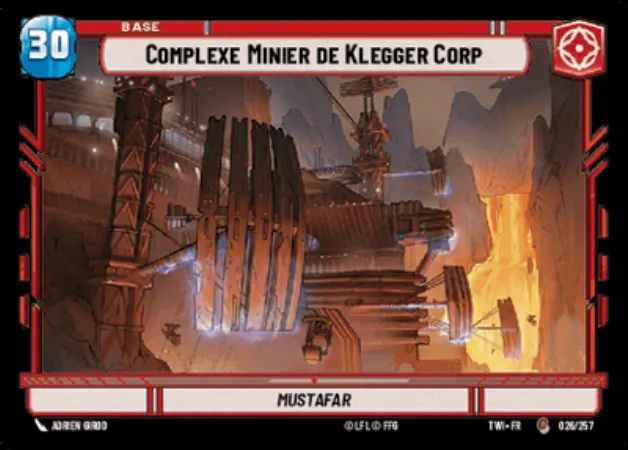 BASE
30
COMPLEXE MINIER DE KLEGGER CORP
MUSTAFAR
ADRIEN GIROD
©LFL © FFG
TWI • FR
026/257